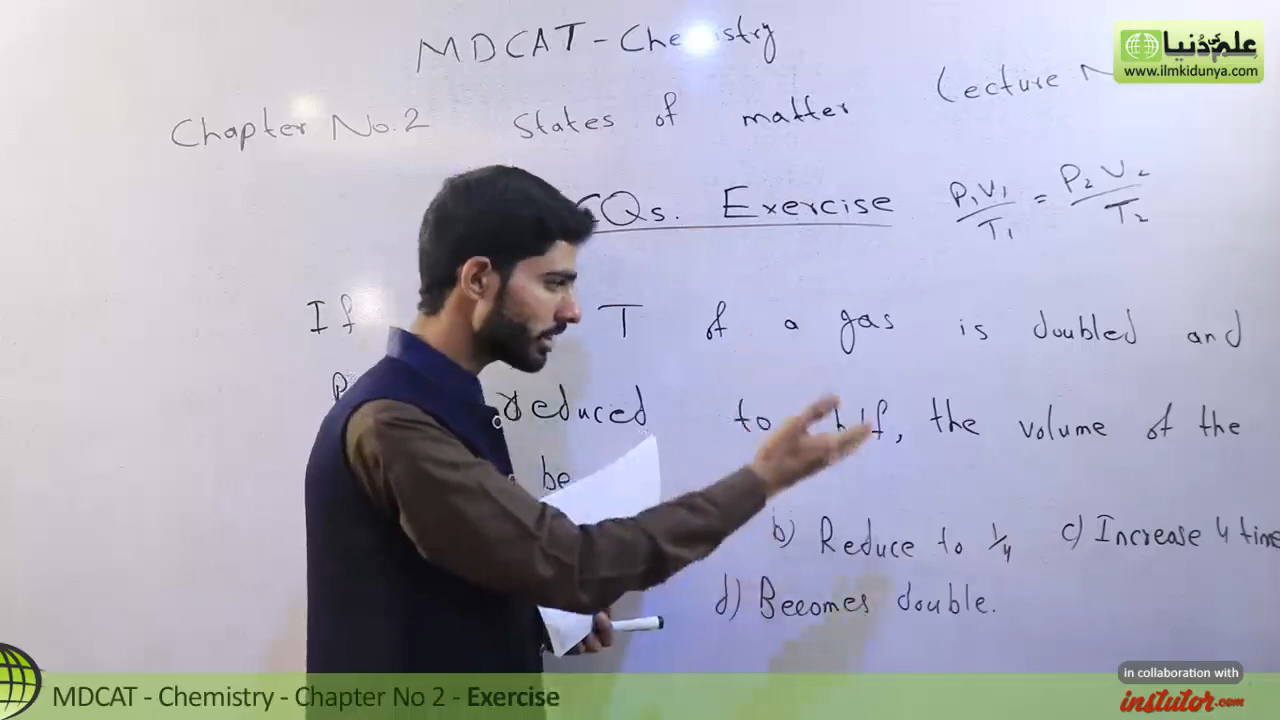 MDCAT - Chemistry
علم کی دُنیا
www.ilmkidunya.com
Chapter No.2 States of matter Lecture
CQs. Exercise
P₁V₁/T₁ = P₂V₂/T₂
If T of a gas is doubled and
reduced to half, the volume of the
be
b) Reduce to 1/4 c) Increase 4 time
d) Becomes double.
in collaboration with
instutor.com
MDCAT - Chemistry - Chapter No 2 - Exercise